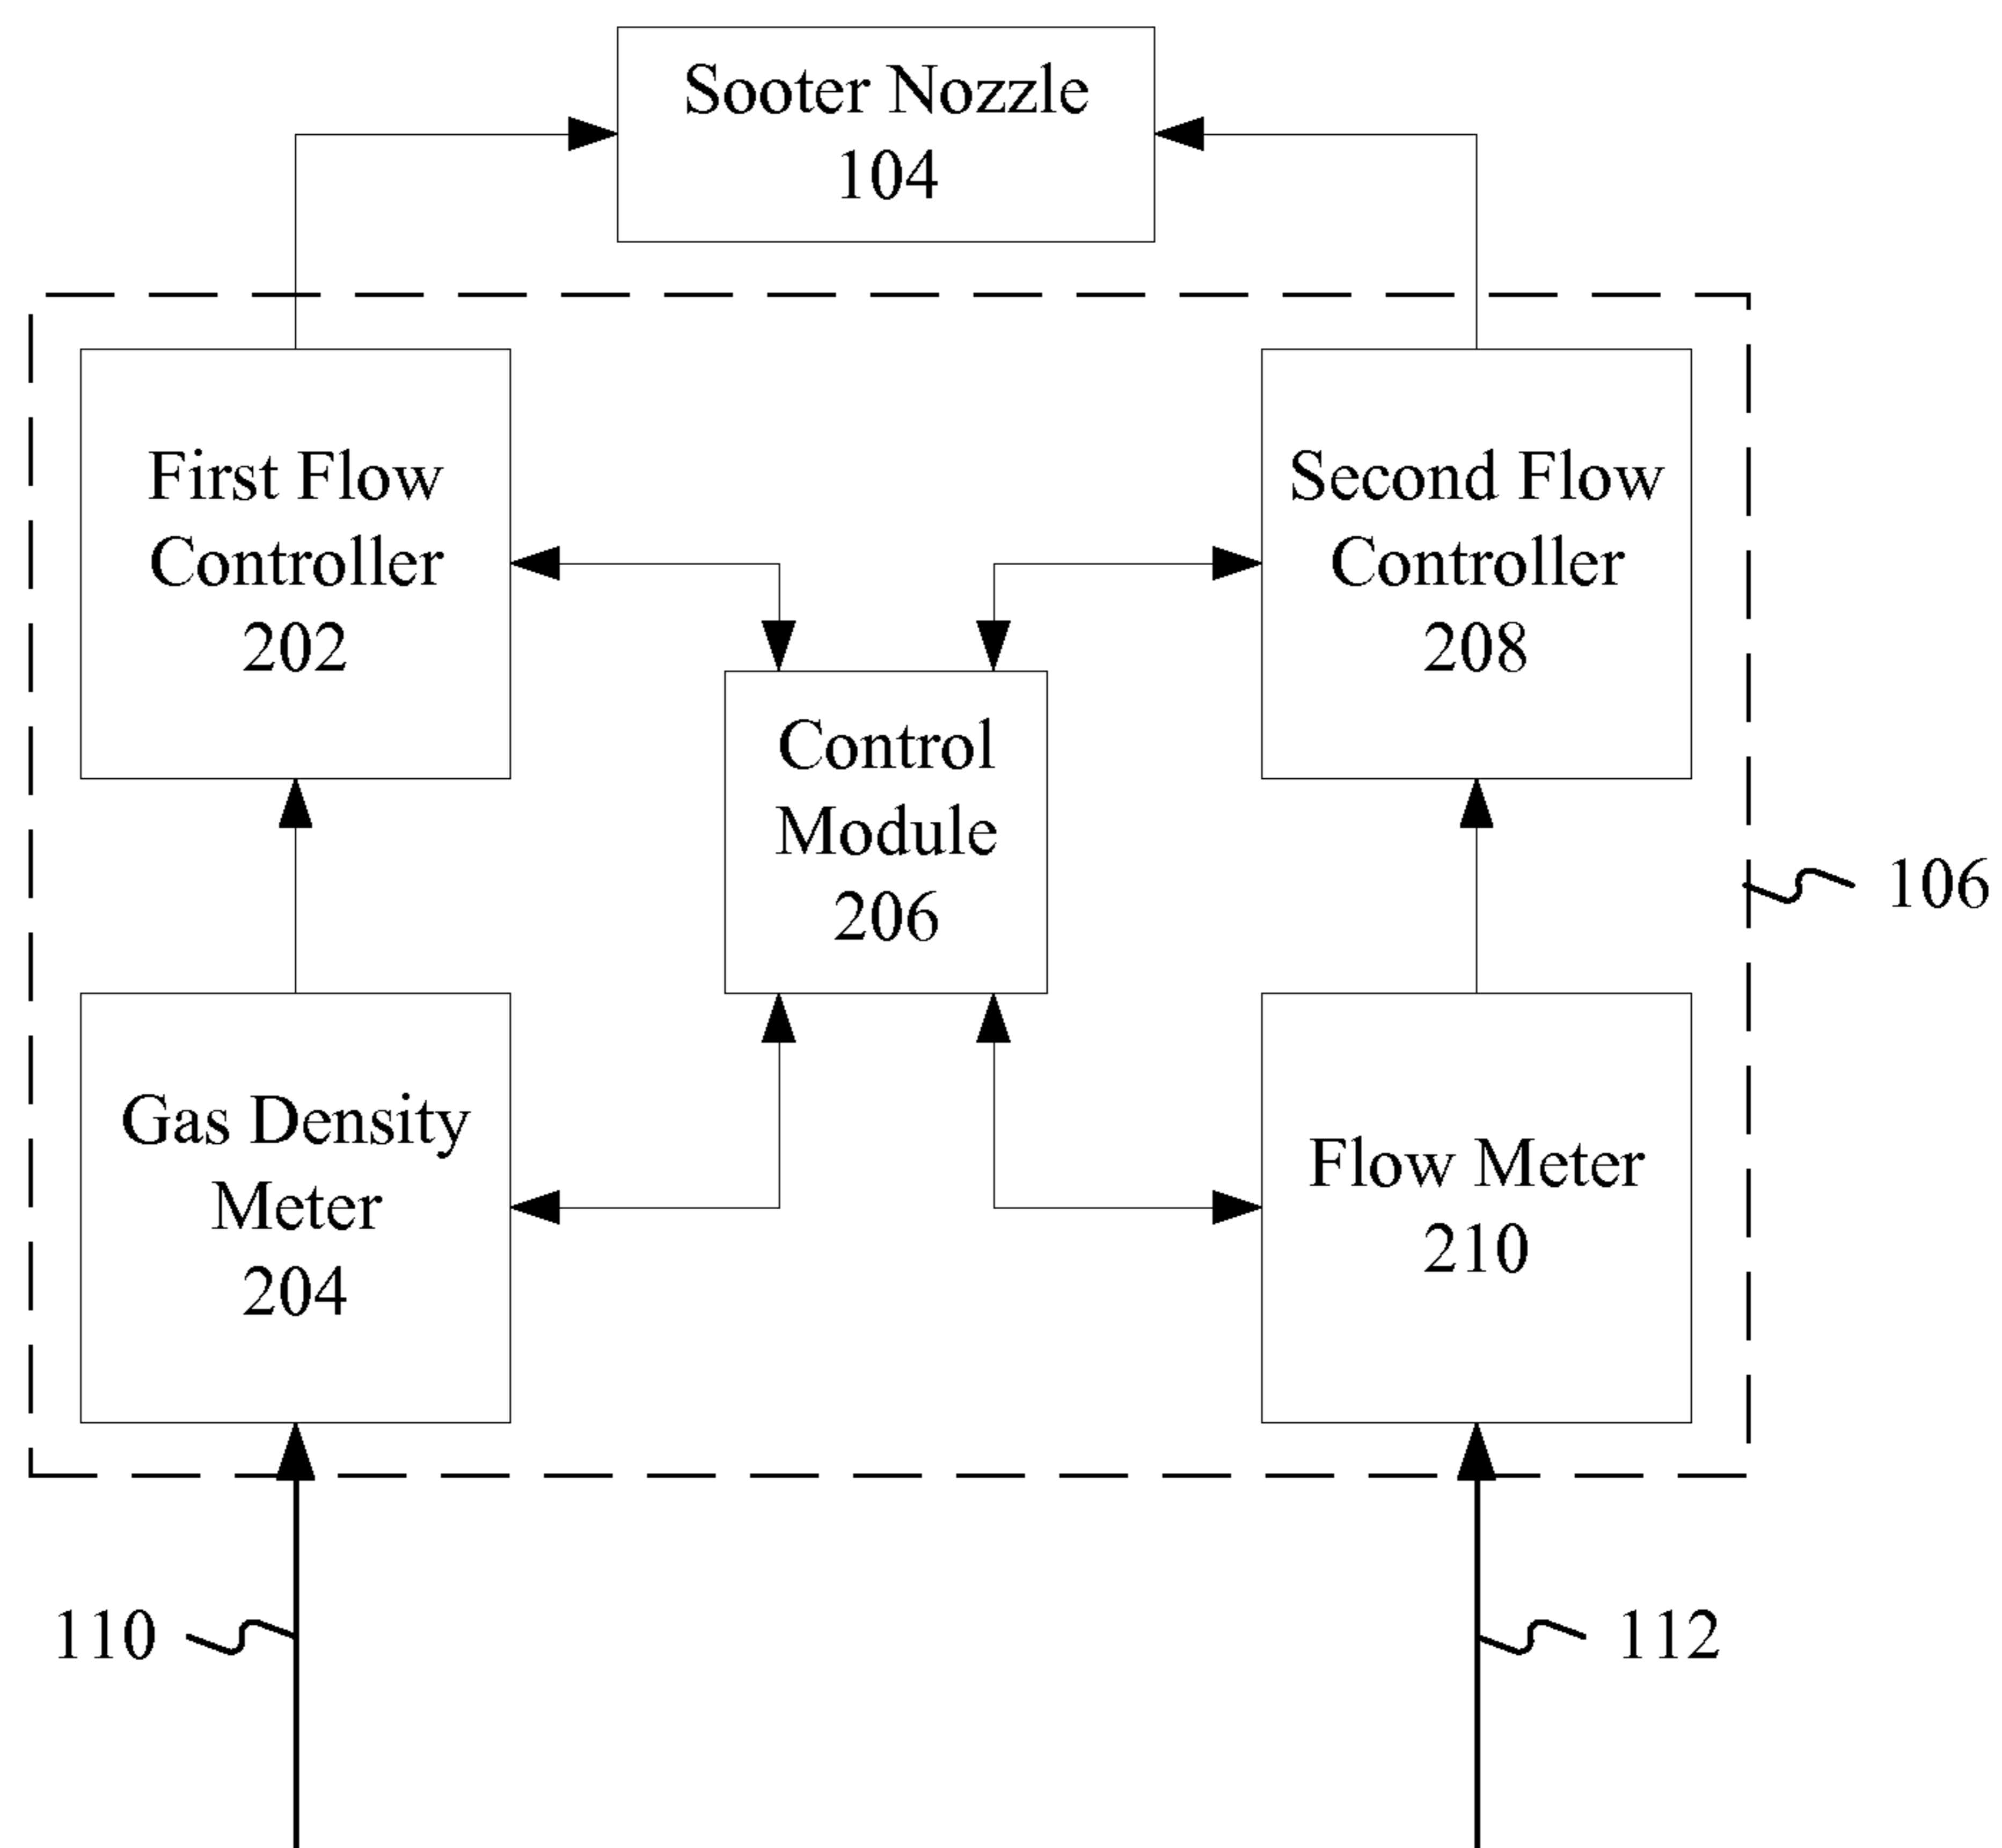 Sooter Nozzle
104
First Flow
Controller
202
Second Flow
Controller
208
Control
Module
206
106
Gas Density
Meter
204
Flow Meter
210
110
112